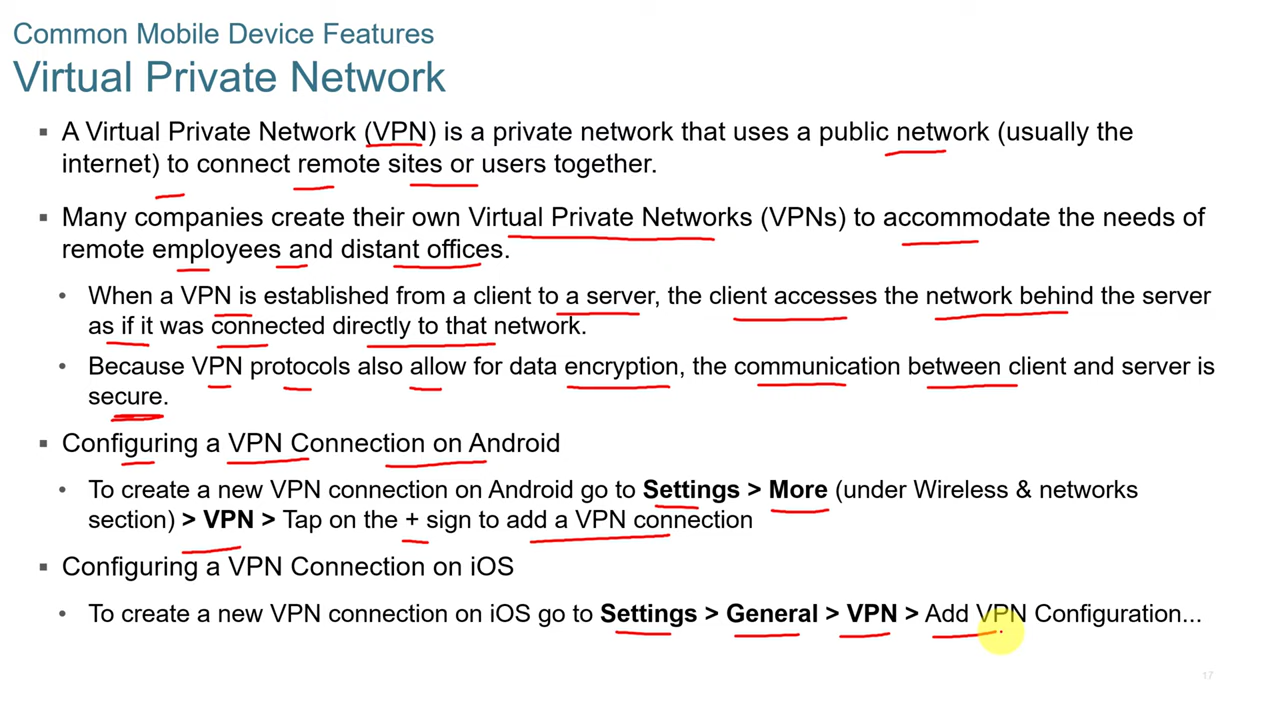 Common Mobile Device Features
Virtual Private Network
▪ A Virtual Private Network (VPN) is a private network that uses a public network (usually the
internet) to connect remote sites or users together.
▪ Many companies create their own Virtual Private Networks (VPNs) to accommodate the needs of
remote employees and distant offices.
• When a VPN is established from a client to a server, the client accesses the network behind the server
as if it was connected directly to that network.
• Because VPN protocols also allow for data encryption, the communication between client and server is
secure.
▪ Configuring a VPN Connection on Android
• To create a new VPN connection on Android go to Settings > More (under Wireless & networks
section) > VPN > Tap on the + sign to add a VPN connection
▪ Configuring a VPN Connection on iOS
• To create a new VPN connection on iOS go to Settings > General > VPN > Add VPN Configuration...
17